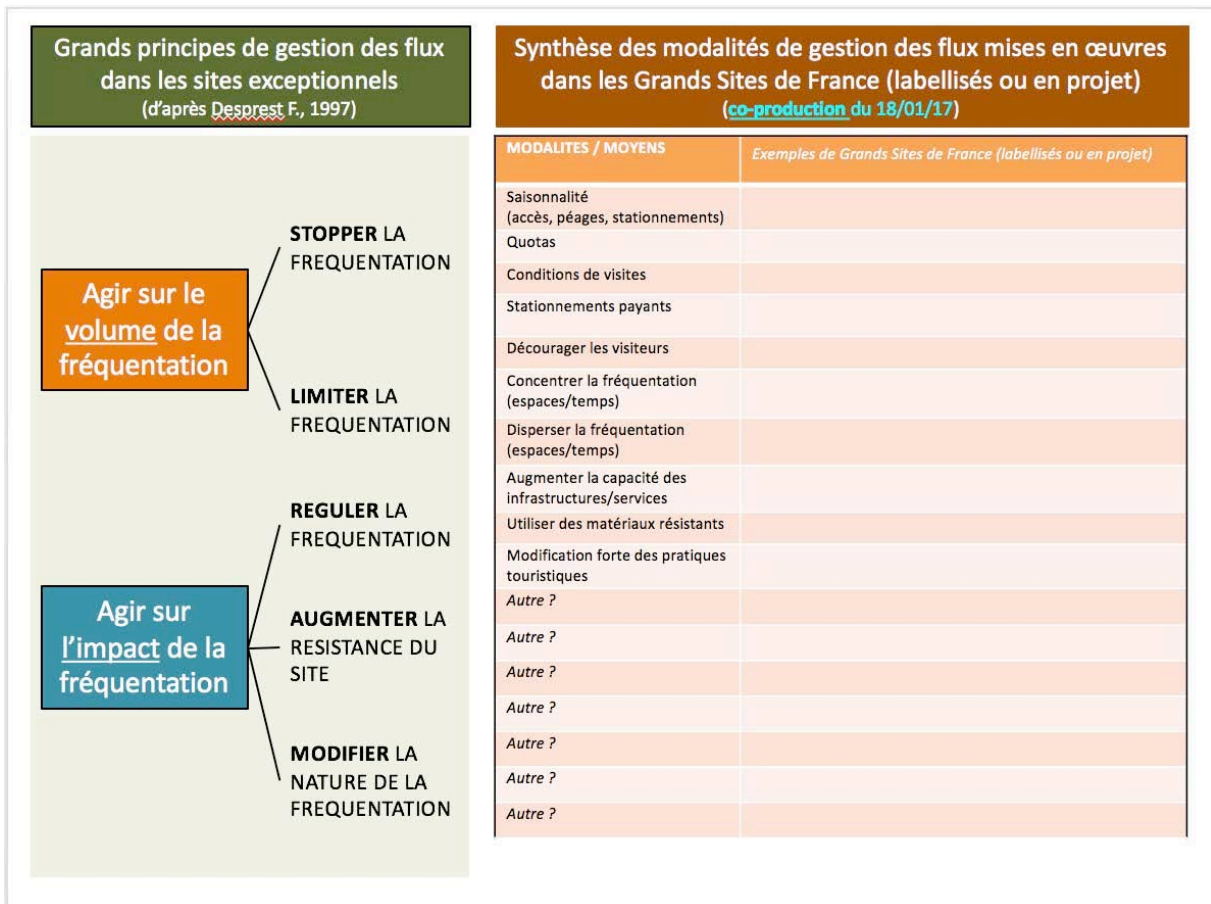 Grands principes de gestion des flux
dans les sites exceptionnels
(d'après Desprest F., 1997)
Agir sur le
volume de la
fréquentation
STOPPER LA
FREQUENTATION
LIMITER LA
FREQUENTATION
Agir sur
l'impact de la
fréquentation
REGULER LA
FREQUENTATION
AUGMENTER LA
RESISTANCE DU
SITE
MODIFIER LA
NATURE DE LA
FREQUENTATION
Synthèse des modalités de gestion des flux mises en œuvres
dans les Grands Sites de France (labellisés ou en projet)
(co-production du 18/01/17)
MODALITES / MOYENS
Exemples de Grands Sites de France (labellisés ou en projet)
Saisonnalité
(accès, péages, stationnements)
Quotas
Conditions de visites
Stationnements payants
Décourager les visiteurs
Concentrer la fréquentation
(espaces/temps)
Disperser la fréquentation
(espaces/temps)
Augmenter la capacité des
infrastructures/services
Utiliser des matériaux résistants
Modification forte des pratiques
touristiques
Autre ?
Autre ?
Autre ?
Autre ?
Autre ?
Autre ?
Autre ?